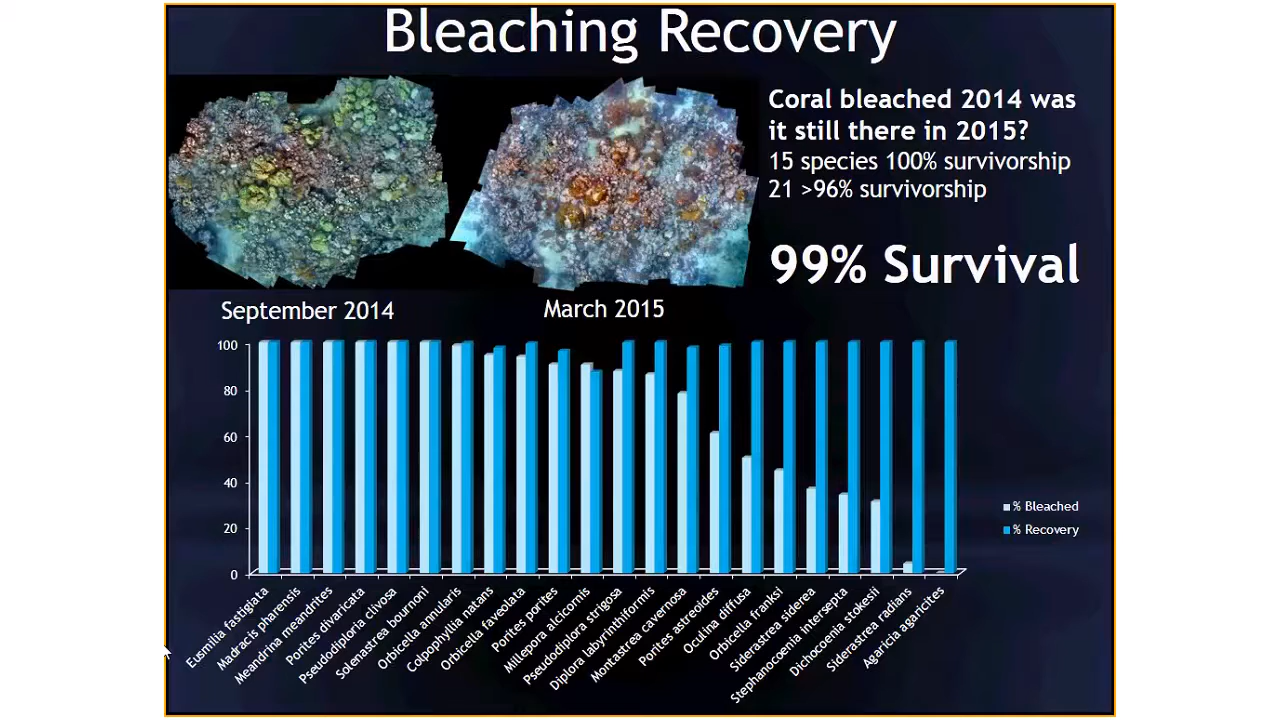 Bleaching Recovery
Coral bleached 2014 was
it still there in 2015?
15 species 100% survivorship
21 >96% survivorship
99% Survival
September 2014
March 2015
100
80
60
40
20
0
% Bleached
% Recovery
Eusmilia fastigiata
Madracis pharensis
Meandrina meandrites
Porites divaricata
Pseudodiploria clivosa
Solenastrea bournoni
Orbicella annularis
Colpophyllia natans
Orbicella faveolata
Porites porites
Millepora alcicornis
Pseudodiplora strigosa
Diplora labyrinthiformis
Montastrea cavernosa
Porites astreoides
Oculina diffusa
Orbicella franksi
Siderastrea siderea
Stephanocoenia intersepta
Dichocoenia stokesii
Siderastrea radians
Agaricia agaricites